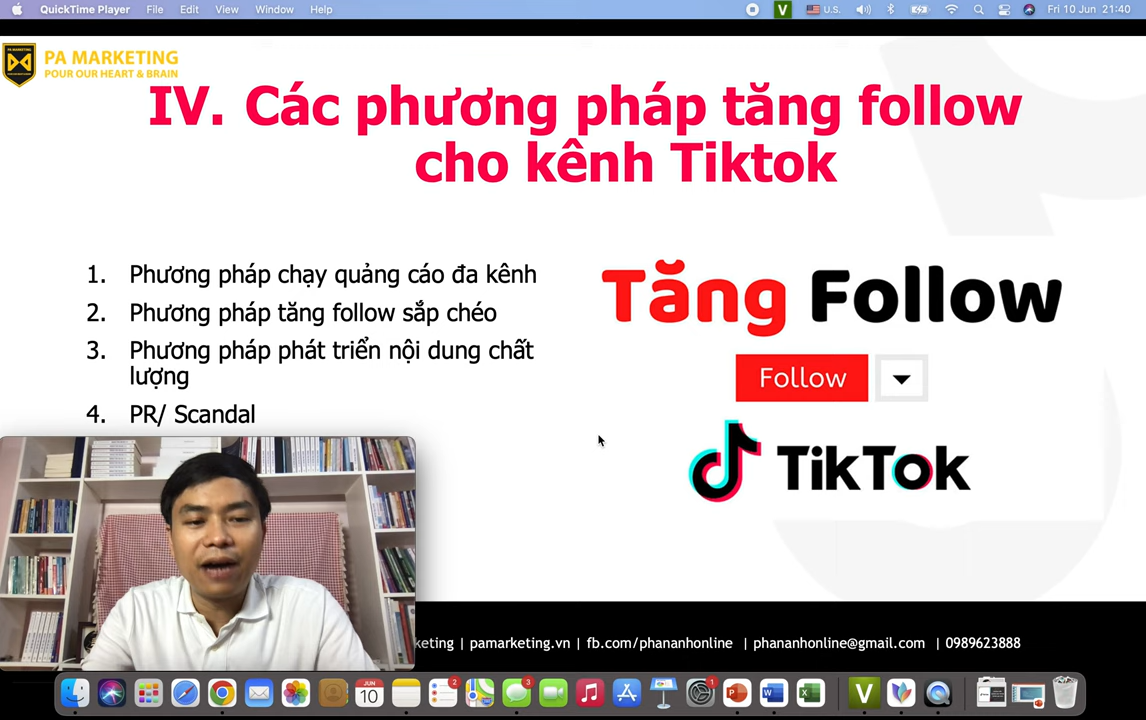 QuickTime Player File Edit View Window Help V U.S. Fri 10 Jun 21:40
PA MARKETING
POUR OUR HEART & BRAIN
IV. Các phương pháp tăng follow
cho kênh Tiktok
1. Phương pháp chạy quảng cáo đa kênh
2. Phương pháp tăng follow sắp chéo
3. Phương pháp phát triển nội dung chất
lượng
4. PR/ Scandal
Tăng Follow
Follow
TikTok
keting | pamarketing.vn | fb.com/phananhonline | phananhonline@gmail.com | 0989623888
JUN
10
2
3
1
P
W
X
V